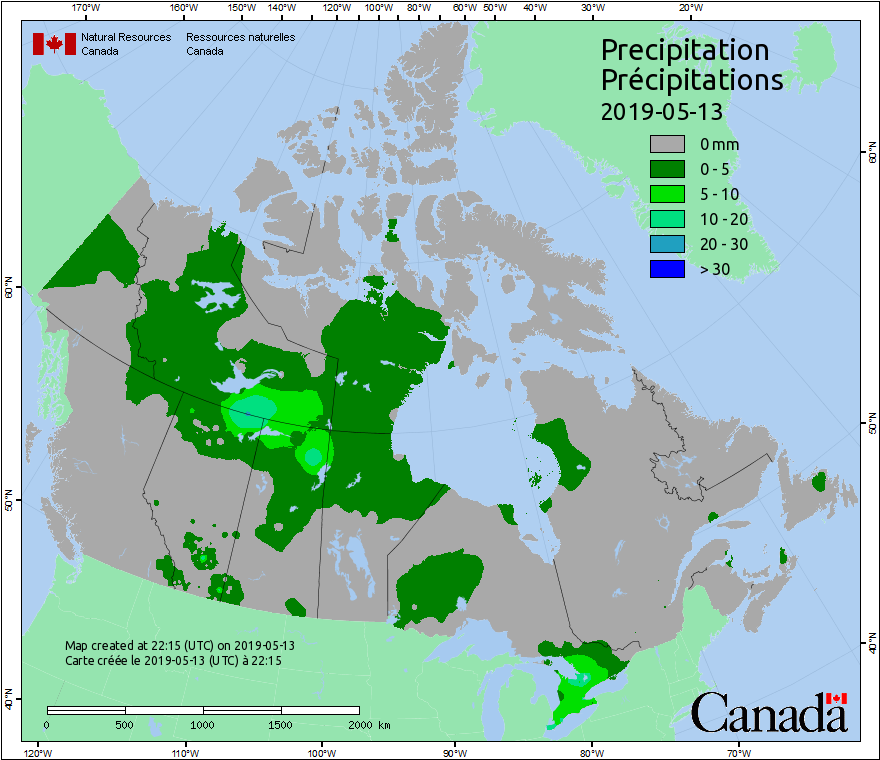 170°W 160°W 150°W 140°W 130°W 120°W 110°W 100°W 90°W 80°W 70°W 60°W 50°W 40°W 30°W 20°W
Natural Resources Canada
Ressources naturelles Canada
Precipitation
Précipitations
2019-05-13
0 mm
0 - 5
5 - 10
10 - 20
20 - 30
> 30
60°N
60°N
50°N
50°N
40°N
40°N
Map created at 22:15 (UTC) on 2019-05-13
Carte créée le 2019-05-13 (UTC) à 22:15
0 500 1000 1500 2000 km
Canada
120°W 110°W 100°W 90°W 80°W 70°W